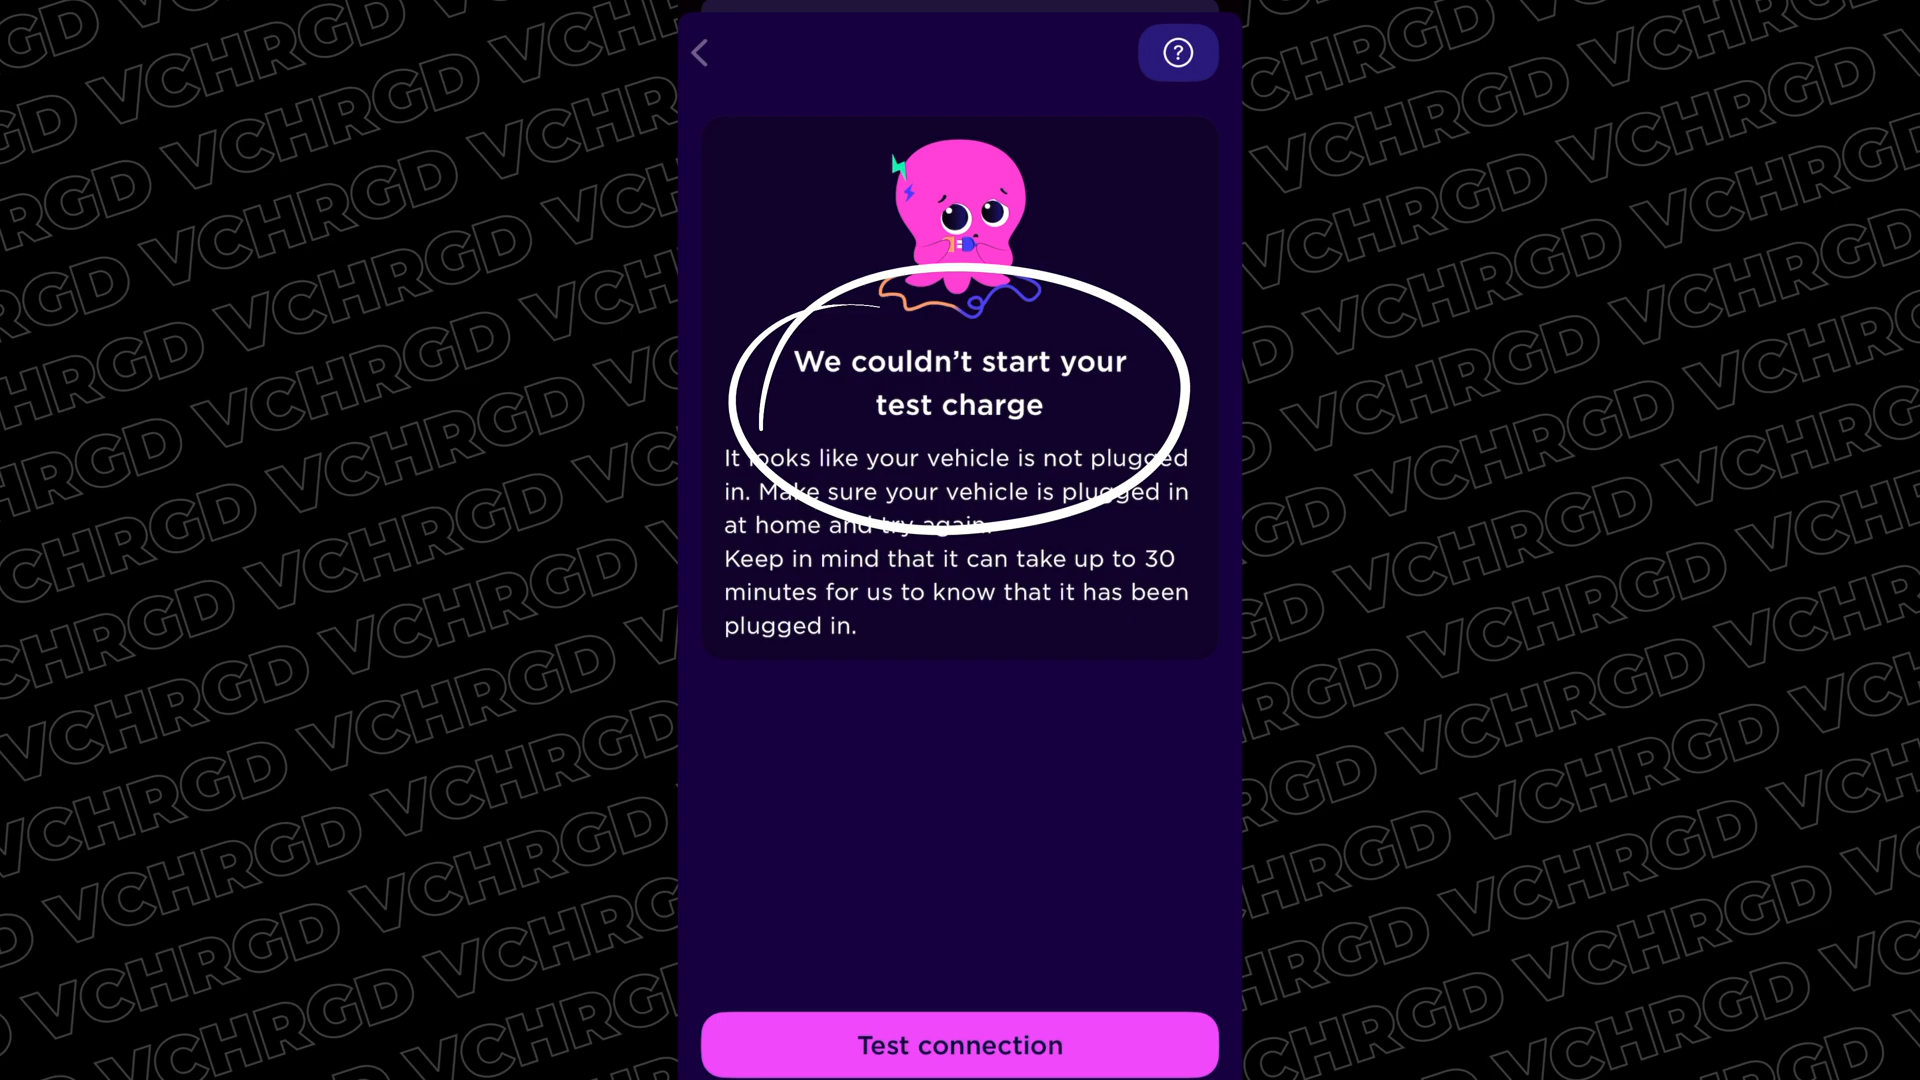 We couldn’t start your
test charge
It looks like your vehicle is not plugged
in. Make sure your vehicle is plugged in
at home and try again.
Keep in mind that it can take up to 30
minutes for us to know that it has been
plugged in.
Test connection
VCHRGD